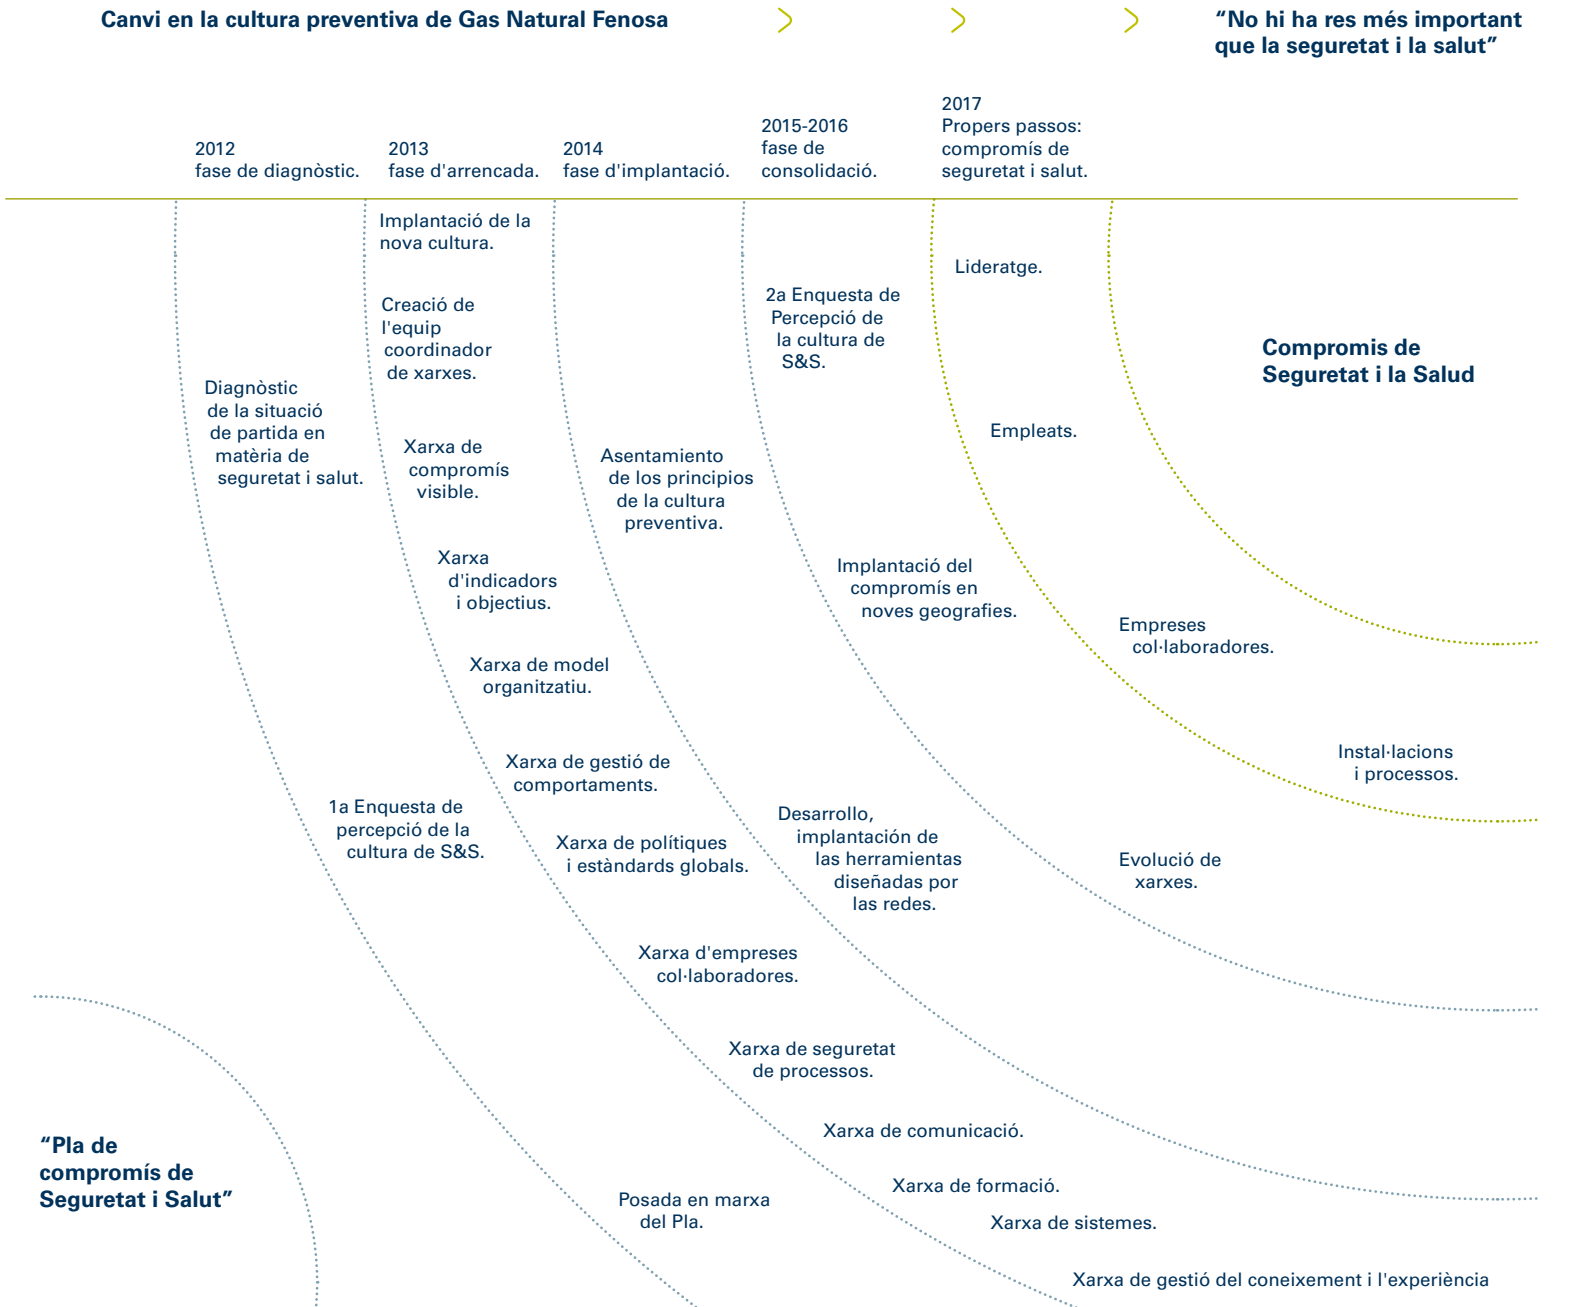 Canvi en la cultura preventiva de Gas Natural Fenosa
“No hi ha res més important
que la seguretat i la salut”
2012
fase de diagnòstic.
2013
fase d'arrencada.
2014
fase d'implantació.
2015-2016
fase de
consolidació.
2017
Propers passos:
compromís de
seguretat i salut.
Diagnòstic
de la situació
de partida en
matèria de
seguretat i salut.
1a Enquesta de
percepció de la
cultura de S&S.
Posada en marxa
del Pla.
Implantació de la
nova cultura.
Creació de
l'equip
coordinador
de xarxes.
Xarxa de
compromís
visible.
Xarxa
d'indicadors
i objectius.
Xarxa de model
organitzatiu.
Xarxa de gestió de
comportaments.
Xarxa de polítiques
i estàndards globals.
Xarxa d'empreses
col·laboradores.
Xarxa de seguretat
de processos.
Xarxa de comunicació.
Xarxa de formació.
Xarxa de sistemes.
Xarxa de gestió del coneixement i l'experiència
Asentamiento
de los principios
de la cultura
preventiva.
Desarrollo,
implantación de
las herramientas
diseñadas por
las redes.
2a Enquesta de
Percepció de
la cultura de
S&S.
Implantació del
compromís en
noves geografies.
Evolució de
xarxes.
Lideratge.
Empleats.
Empreses
col·laboradores.
Instal·lacions
i processos.
Compromis de
Seguretat i la Salud
“Pla de
compromís de
Seguretat i Salut”